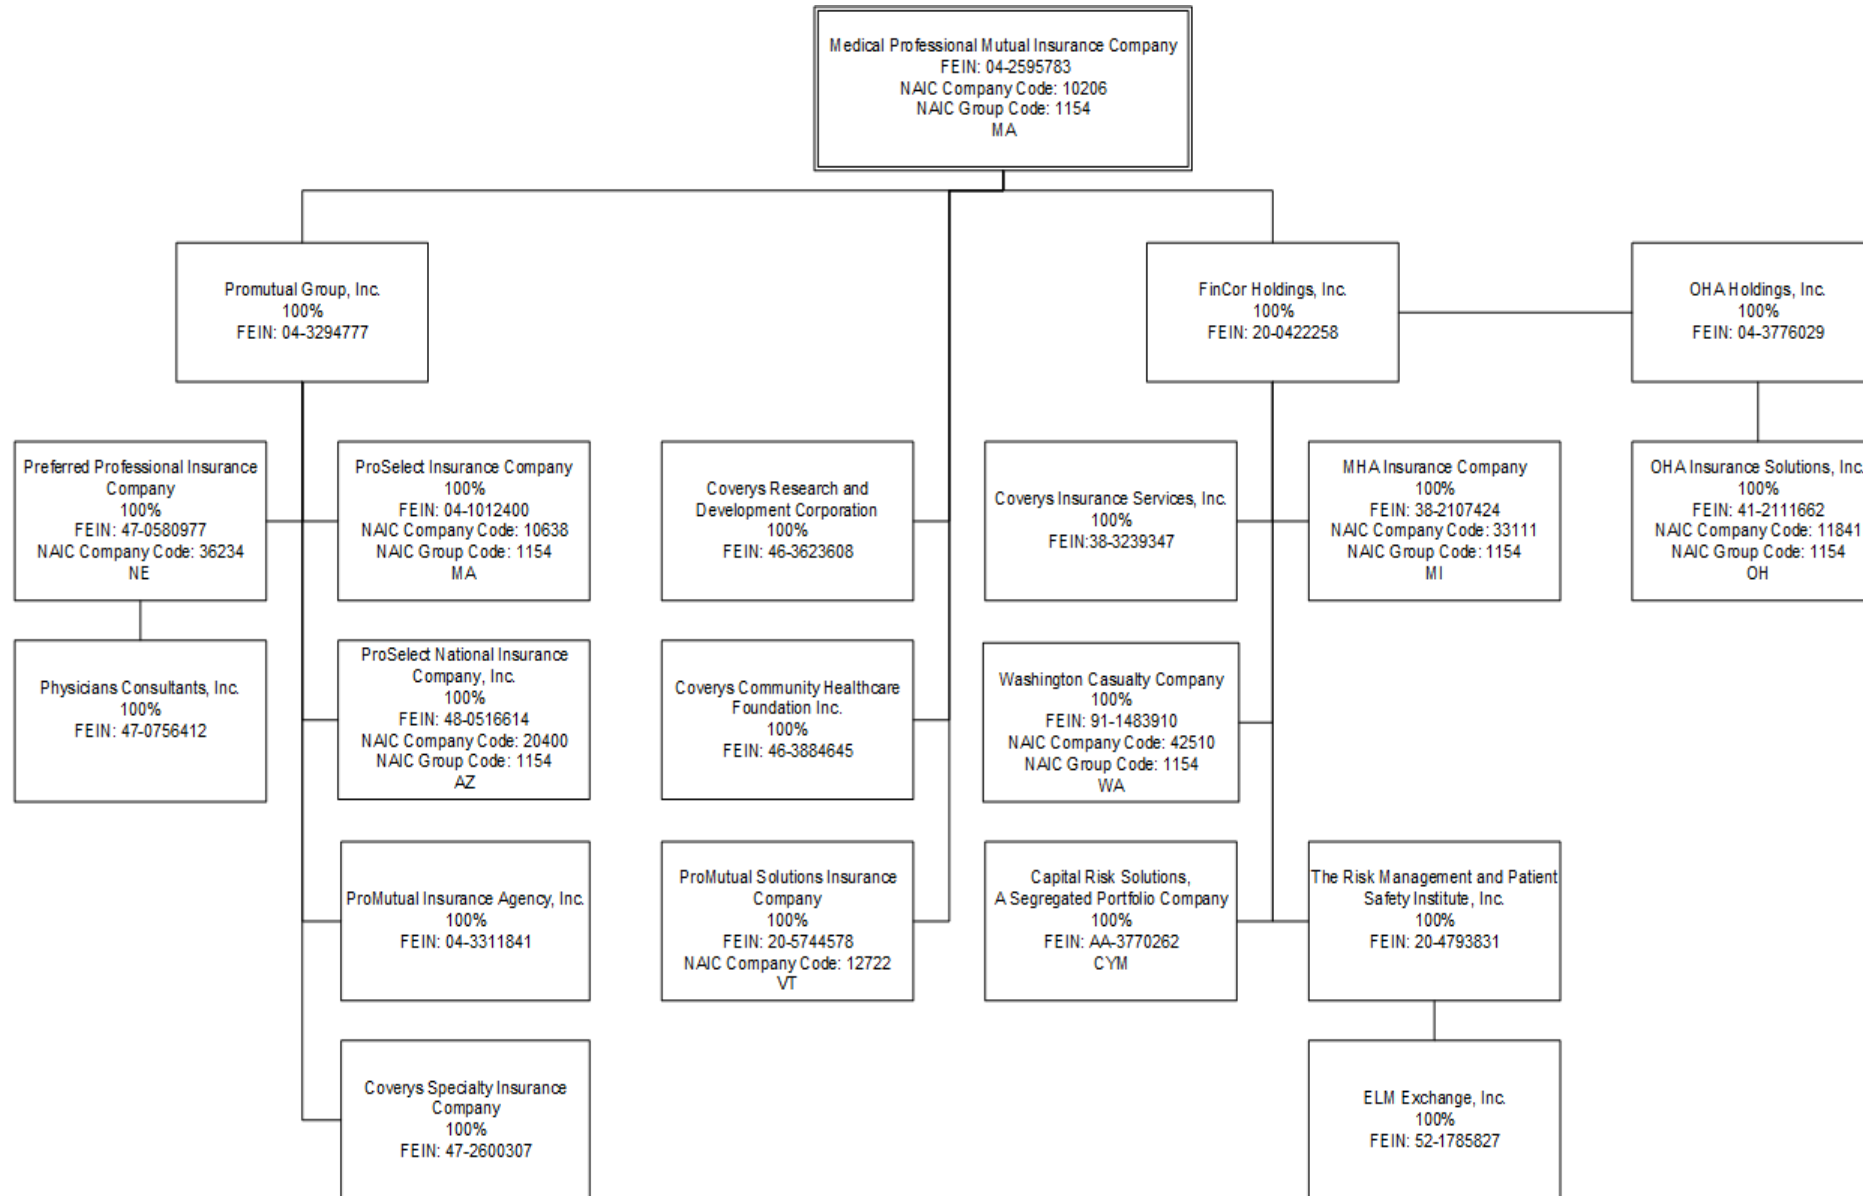 Medical Professional Mutual Insurance Company
FEIN: 04-2595783
NAIC Company Code: 10206
NAIC Group Code: 1154
MA
Promutual Group, Inc.
100%
FEIN: 04-3294777
FinCor Holdings, Inc.
100%
FEIN: 20-0422258
OHA Holdings, Inc.
100%
FEIN: 04-3776029
Preferred Professional Insurance
Company
100%
FEIN: 47-0580977
NAIC Company Code: 36234
NE
ProSelect Insurance Company
100%
FEIN: 04-1012400
NAIC Company Code: 10638
NAIC Group Code: 1154
MA
Coverys Research and
Development Corporation
100%
FEIN: 46-3623608
Coverys Insurance Services, Inc.
100%
FEIN:38-3239347
MHA Insurance Company
100%
FEIN: 38-2107424
NAIC Company Code: 33111
NAIC Group Code: 1154
MI
OHA Insurance Solutions, Inc.
100%
FEIN: 41-2111662
NAIC Company Code: 11841
NAIC Group Code: 1154
OH
Physicians Consultants, Inc.
100%
FEIN: 47-0756412
ProSelect National Insurance
Company, Inc.
100%
FEIN: 48-0516614
NAIC Company Code: 20400
NAIC Group Code: 1154
AZ
Coverys Community Healthcare
Foundation Inc.
100%
FEIN: 46-3884645
Washington Casualty Company
100%
FEIN: 91-1483910
NAIC Company Code: 42510
NAIC Group Code: 1154
WA
ProMutual Insurance Agency, Inc.
100%
FEIN: 04-3311841
ProMutual Solutions Insurance
Company
100%
FEIN: 20-5744578
NAIC Company Code: 12722
VT
Capital Risk Solutions,
A Segregated Portfolio Company
100%
FEIN: AA-3770262
CYM
The Risk Management and Patient
Safety Institute, Inc.
100%
FEIN: 20-4793831
Coverys Specialty Insurance
Company
100%
FEIN: 47-2600307
ELM Exchange, Inc.
100%
FEIN: 52-1785827